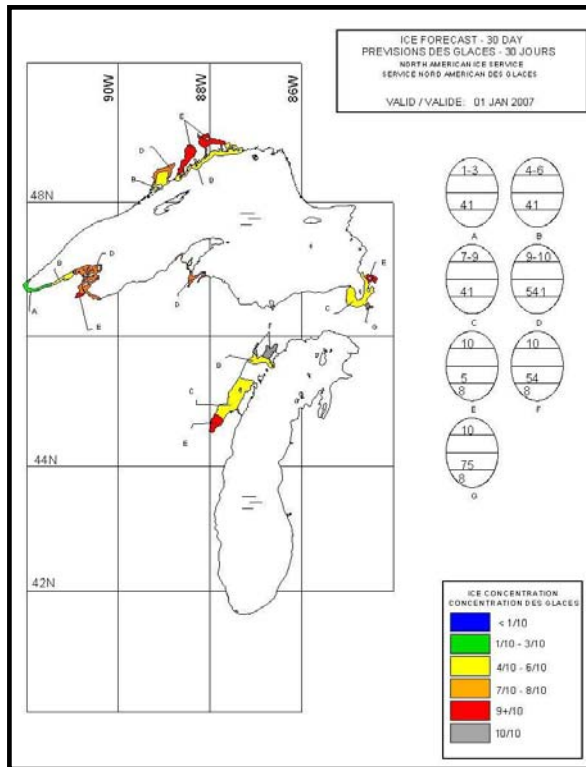 ICE FORECAST - 30 DAY
PREVISIONS DES GLACES - 30 JOURS
NORTH AMERICAN ICE SERVICE
SERVICE NORD AMERICAN DES GLACES
VALID / VALIDE: 01 JAN 2007
90W
88W
86W
E
D
B
D
48N
1-3
41
A
4-6
41
B
B
D
A
E
D
E
C
G
7-9
41
C
9-10
541
D
F
D
C
E
10
5
8
E
10
54
8
F
10
75
8
G
44N
42N
ICE CONCENTRATION
CONCENTRATION DES GLACES
< 1/10
1/10 - 3/10
4/10 - 6/10
7/10 - 8/10
9+/10
10/10